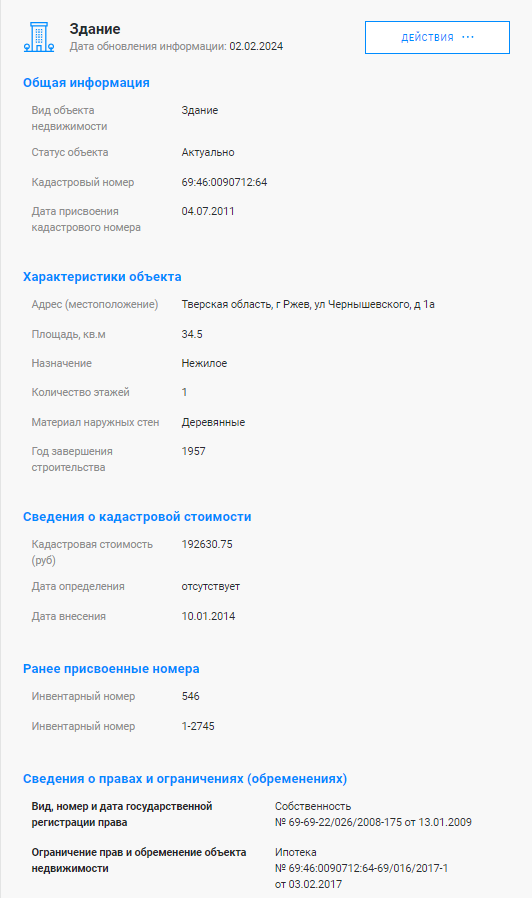 Здание
Дата обновления информации: 02.02.2024
ДЕЙСТВИЯ ···
Общая информация
Вид объекта
недвижимости
Здание
Статус объекта
Актуально
Кадастровый номер
69:46:0090712:64
Дата присвоения
кадастрового номера
04.07.2011
Характеристики объекта
Адрес (местоположение)
Тверская область, г Ржев, ул Чернышевского, д 1а
Площадь, кв.м
34.5
Назначение
Нежилое
Количество этажей
1
Материал наружных стен
Деревянные
Год завершения
строительства
1957
Сведения о кадастровой стоимости
Кадастровая стоимость
(руб)
192630.75
Дата определения
отсутствует
Дата внесения
10.01.2014
Ранее присвоенные номера
Инвентарный номер
546
Инвентарный номер
1-2745
Сведения о правах и ограничениях (обременениях)
Вид, номер и дата государственной
регистрации права
Собственность
№ 69-69-22/026/2008-175 от 13.01.2009
Ограничение прав и обременение объекта
недвижимости
Ипотека
№ 69:46:0090712:64-69/016/2017-1
от 03.02.2017